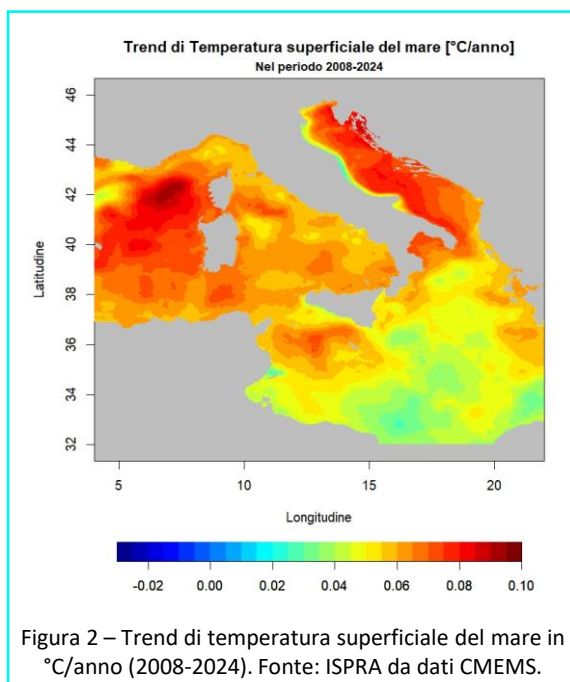 Trend di Temperatura superficiale del mare [°C/anno]
Nel periodo 2008-2024
46
44
42
40
38
36
34
32
Latitudine
5 10 15 20
Longitudine
-0.02 0.00 0.02 0.04 0.06 0.08 0.10
Figura 2 – Trend di temperatura superficiale del mare in
°C/anno (2008-2024). Fonte: ISPRA da dati CMEMS.